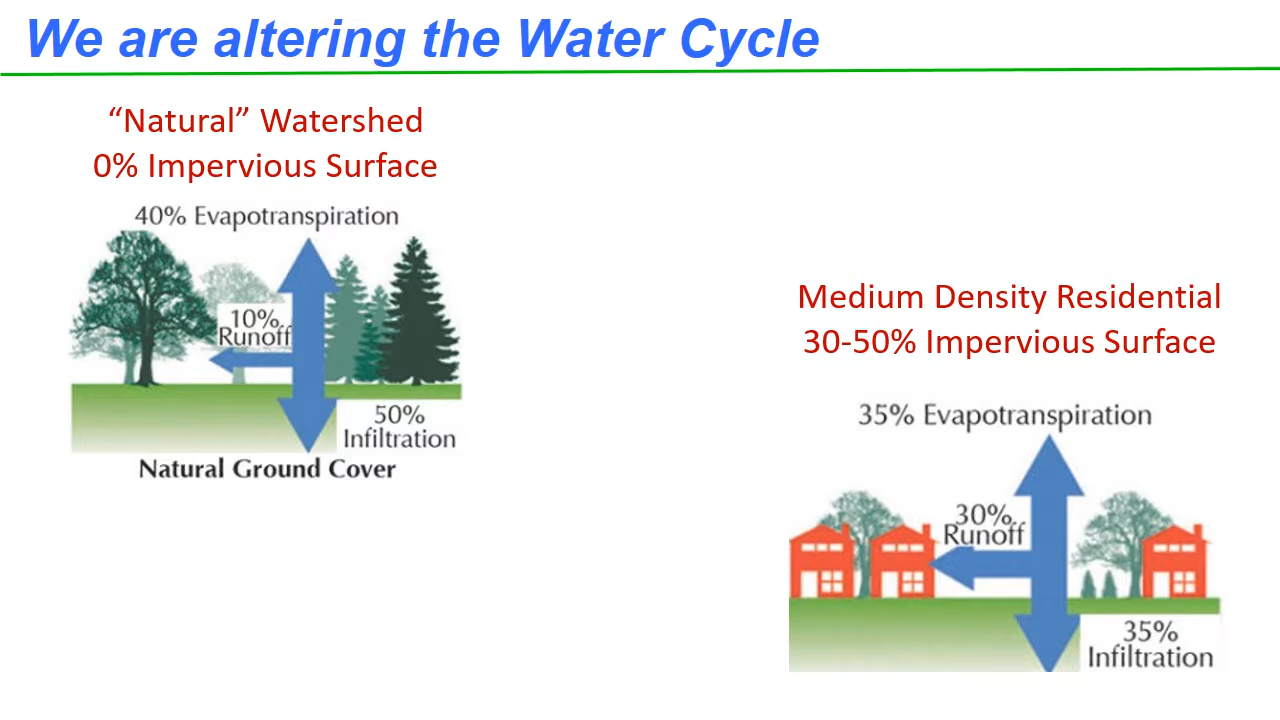 We are altering the Water Cycle
“Natural” Watershed
0% Impervious Surface
40% Evapotranspiration
10%
Runoff
50%
Infiltration
Natural Ground Cover
Medium Density Residential
30-50% Impervious Surface
35% Evapotranspiration
30%
Runoff
35%
Infiltration